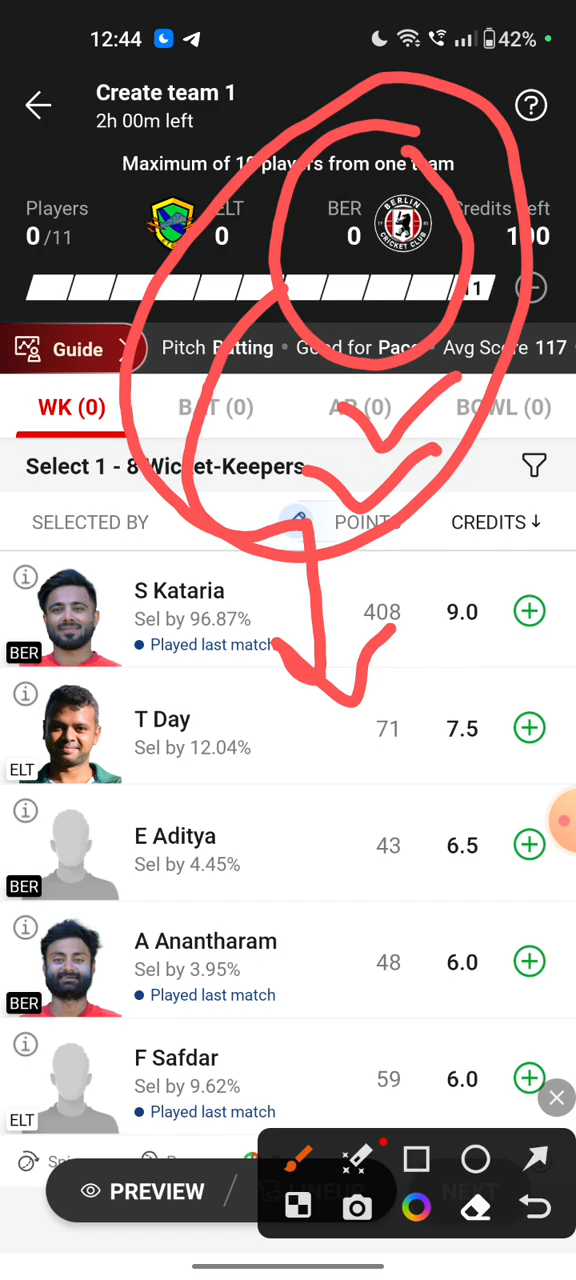 12:44 42%
Create team 1
2h 00m left
Maximum of 10 players from one team
Players ELT BER Credits left
0/11 0 0 100
BERLIN
CRICKET CLUB
11
Guide Pitch Batting • Good for Pace • Avg Score 117
WK (0) BAT (0) AR (0) BOWL (0)
Select 1 - 8 Wicket-Keepers
SELECTED BY POINTS CREDITS ↓
S Kataria
Sel by 96.87% 408 9.0
BER • Played last match
T Day
Sel by 12.04% 71 7.5
ELT
E Aditya
Sel by 4.45% 43 6.5
BER
A Anantharam
Sel by 3.95% 48 6.0
BER • Played last match
F Safdar
Sel by 9.62% 59 6.0
ELT • Played last match
PREVIEW / LINEUP NEXT